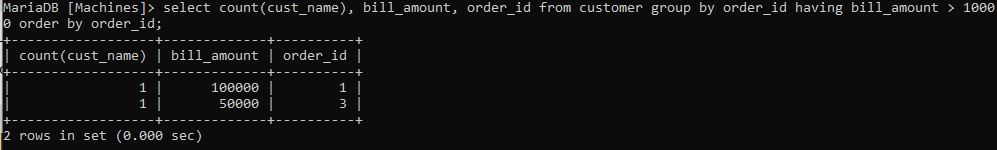 MariaDB [Machines]> select count(cust_name), bill_amount, order_id from customer group by order_id having bill_amount > 1000
0 order by order_id;
+------------------+-------------+----------+
| count(cust_name) | bill_amount | order_id |
+------------------+-------------+----------+
|                1 |      100000 |        1 |
|                1 |       50000 |        3 |
+------------------+-------------+----------+
2 rows in set (0.000 sec)